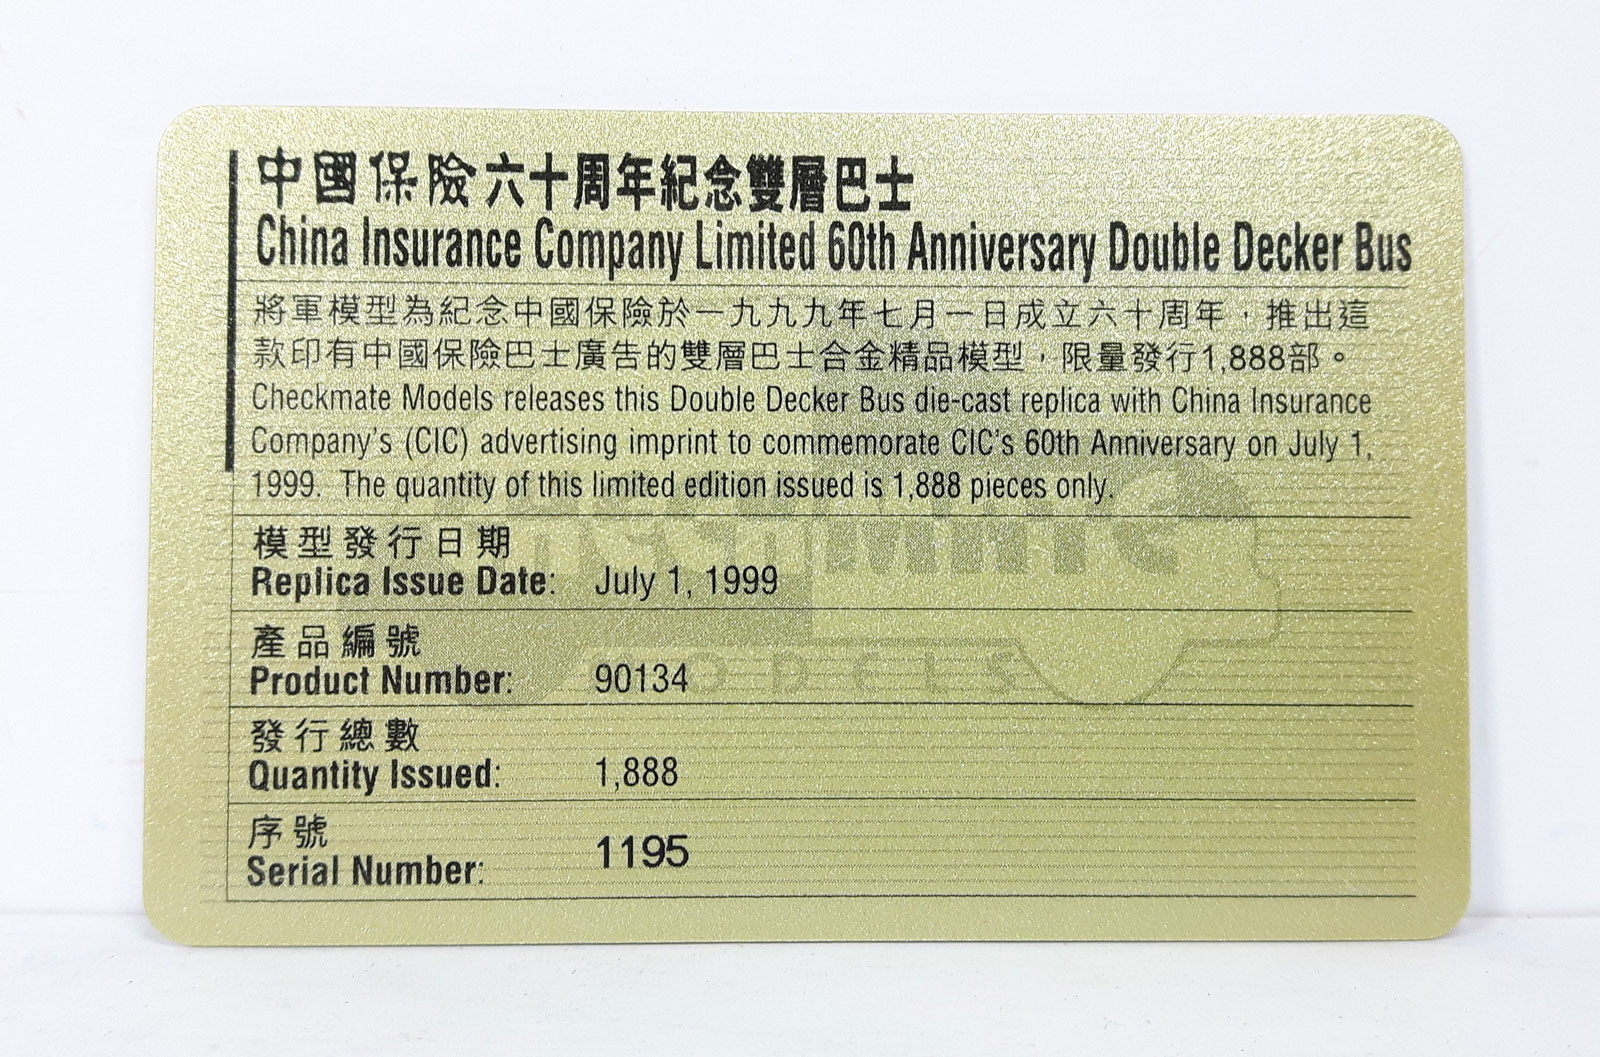 中國保險六十周年紀念雙層巴士
China Insurance Company Limited 60th Anniversary Double Decker Bus
將軍模型為紀念中國保險於一九九九年七月一日成立六十周年，推出這
款印有中國保險巴士廣告的雙層巴士合金精品模型，限量發行1,888部。
Checkmate Models releases this Double Decker Bus die-cast replica with China Insurance
Company's (CIC) advertising imprint to commemorate CIC's 60th Anniversary on July 1,
1999. The quantity of this limited edition issued is 1,888 pieces only.
模型發行日期
Replica Issue Date: July 1, 1999
產品編號
Product Number: 90134
MODELS
發行總數
Quantity Issued: 1,888
序號
Serial Number: 1195